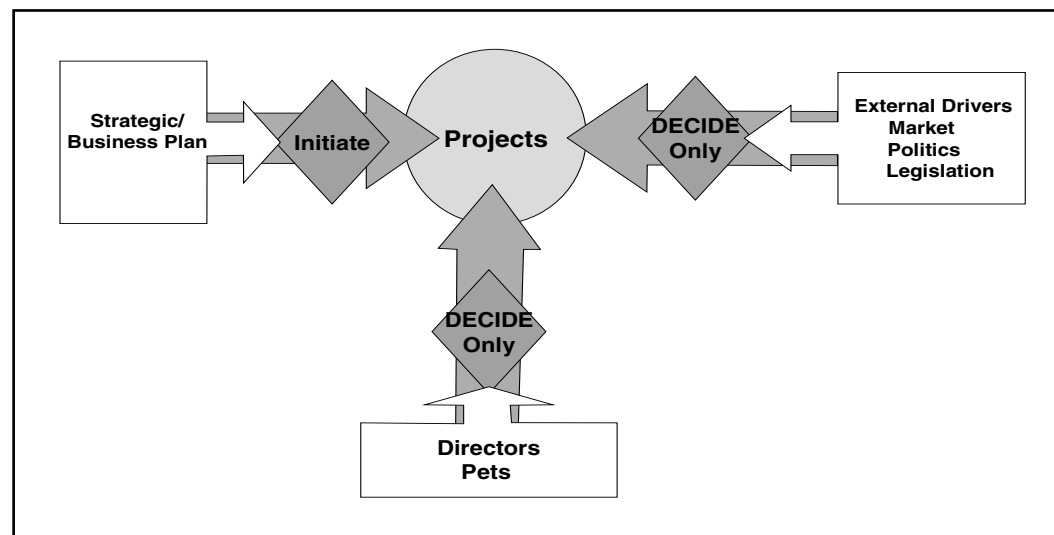 Strategic/
Business Plan
Initiate
Projects
DECIDE
Only
External Drivers
Market
Politics
Legislation
DECIDE
Only
Directors
Pets